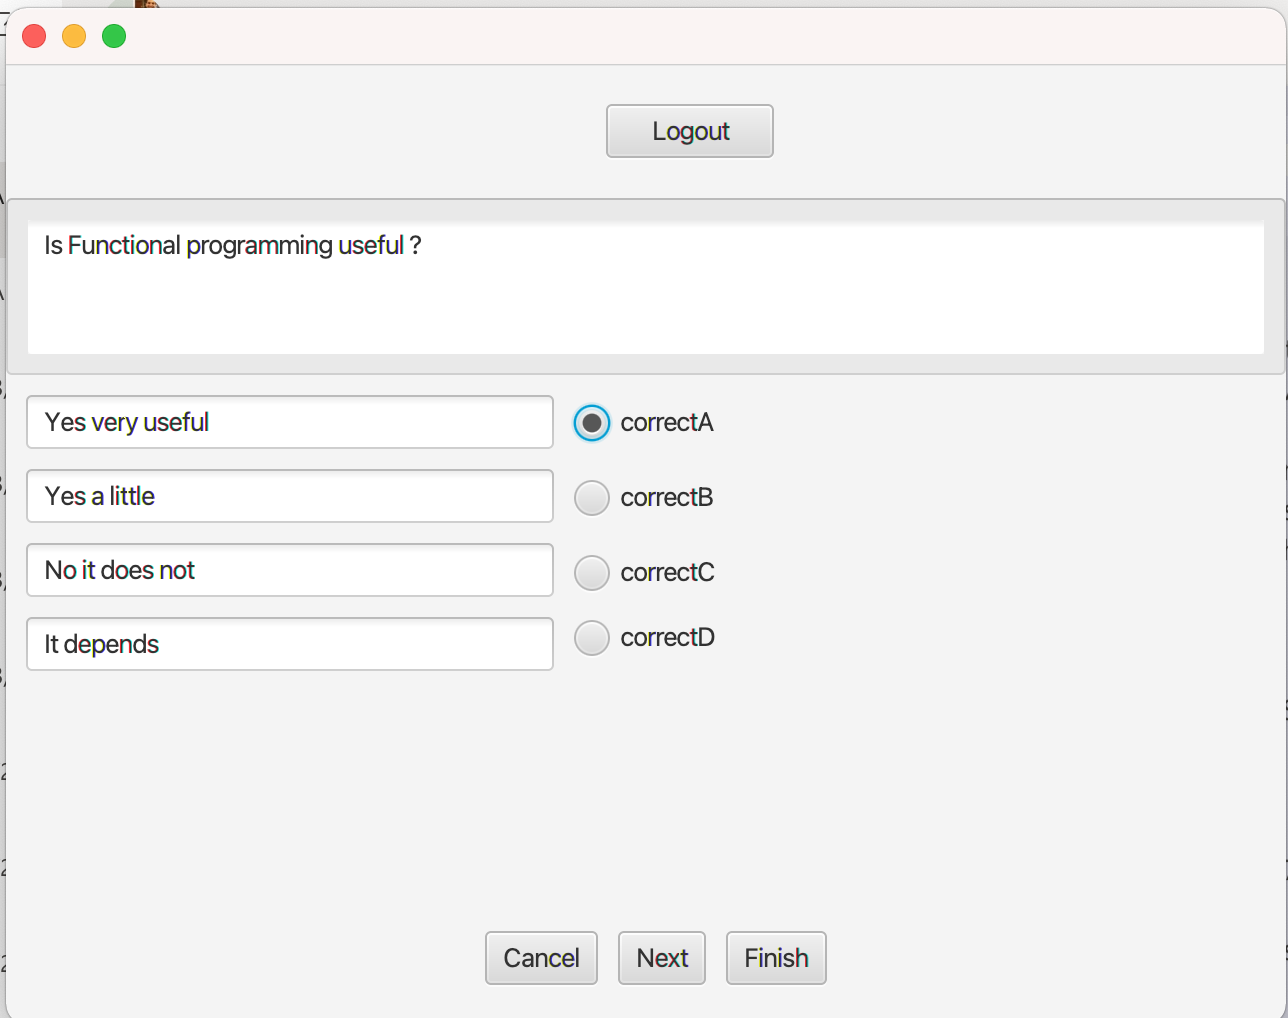 Logout
Is Functional programming useful ?
Yes very useful
correctA
Yes a little
correctB
No it does not
correctC
It depends
correctD
Cancel
Next
Finish